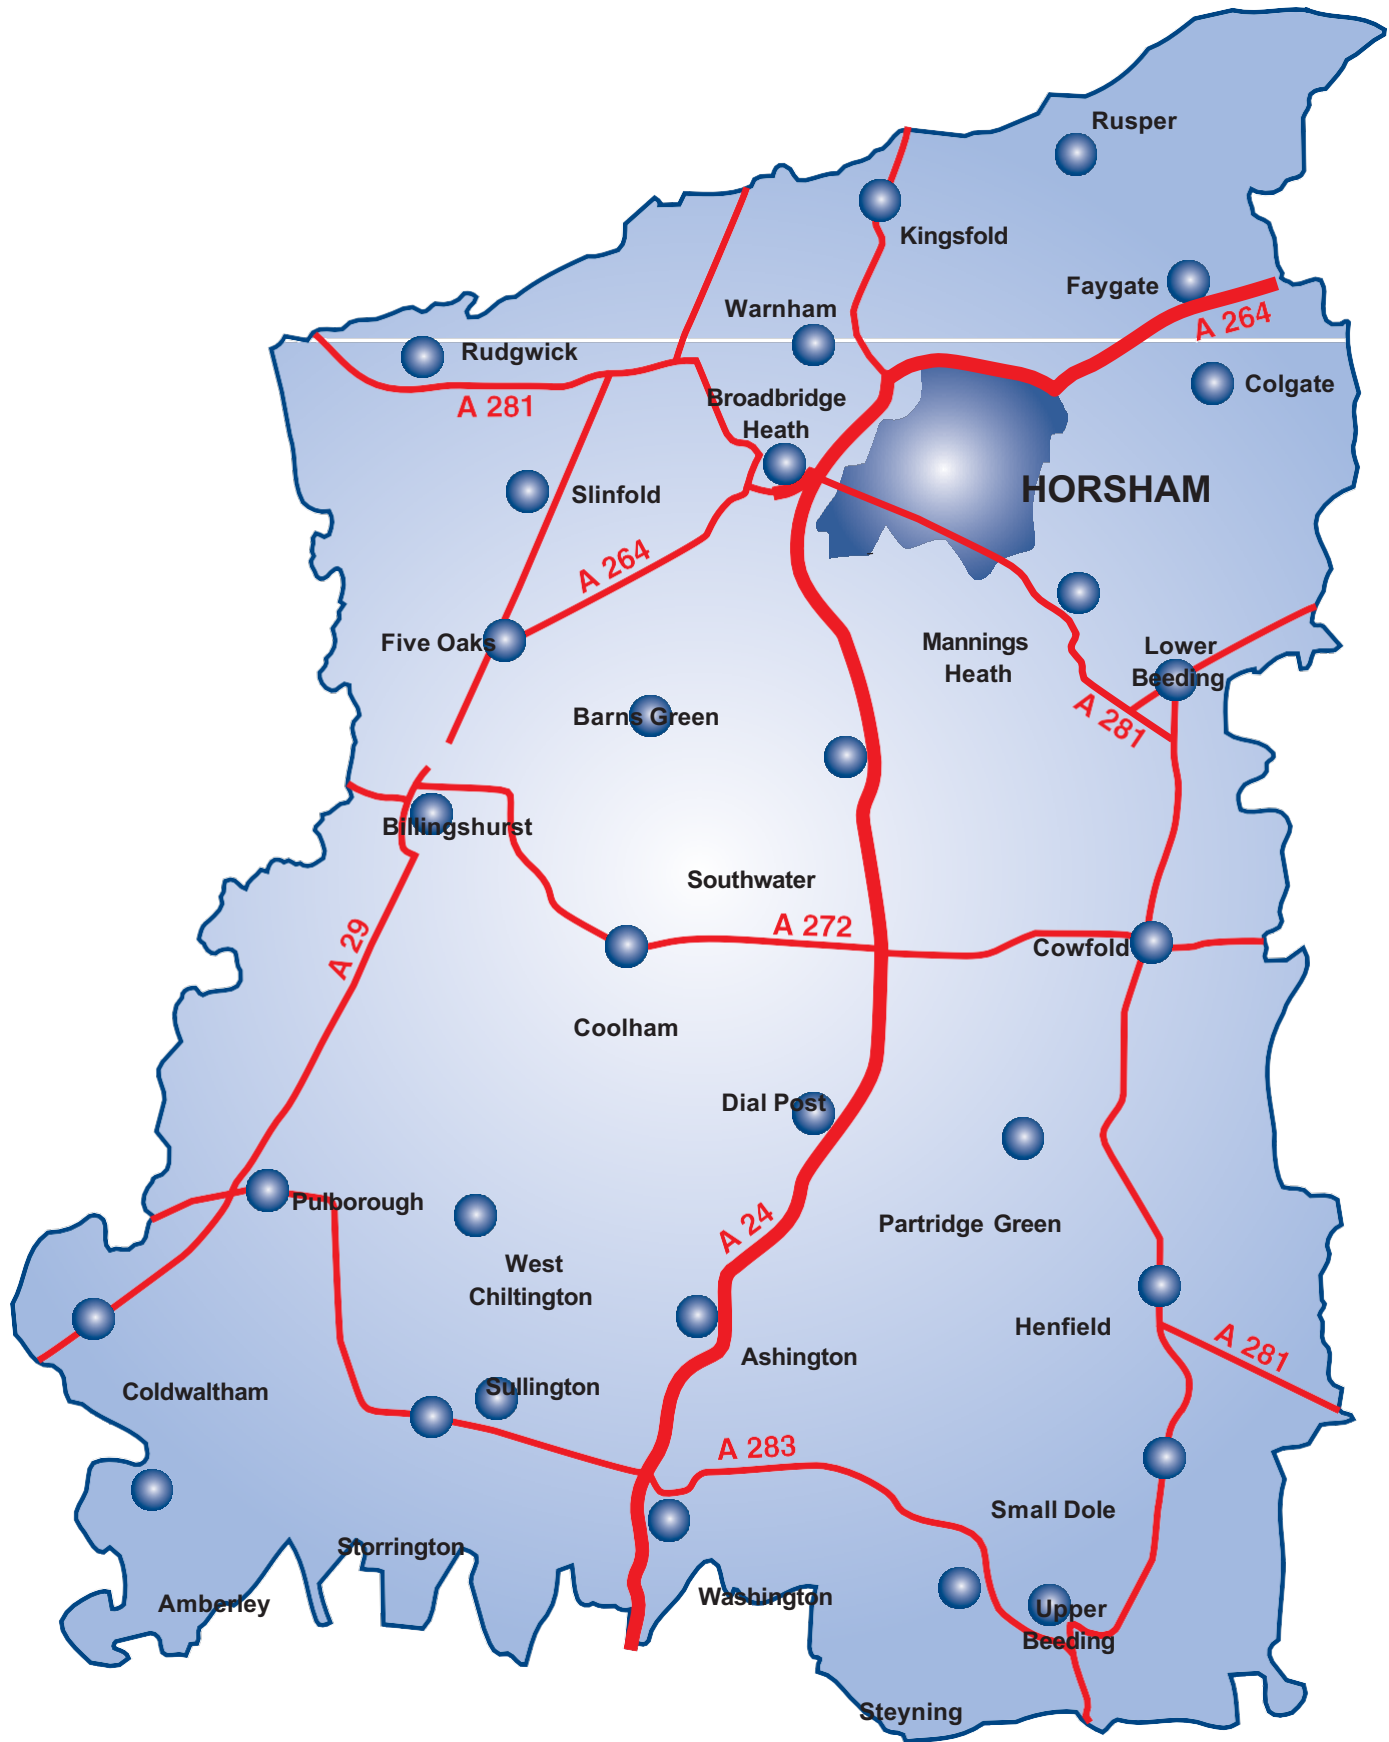 Rusper
Kingsfold
Faygate
Warnham
A 264
Rudgwick
Colgate
Broadbridge
Heath
A 281
HORSHAM
Slinfold
A 264
Five Oaks
Mannings
Heath
Lower
Beeding
Barns Green
A 281
Billingshurst
Southwater
A 272
A 29
Cowfold
Coolham
Dial Post
Pulborough
A 24
Partridge Green
West
Chiltington
Henfield
A 281
Ashington
Coldwaltham
Sullington
A 283
Small Dole
Storrington
Washington
Amberley
Upper
Beeding
Steyning